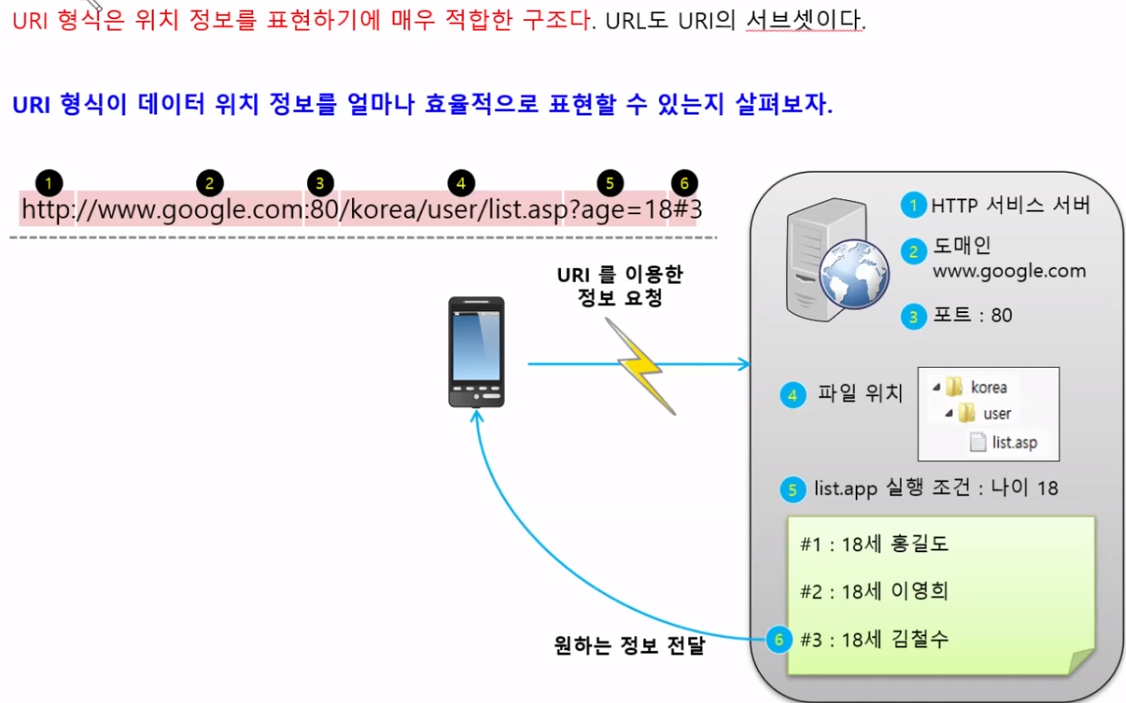 URI 형식은 위치 정보를 표현하기에 매우 적합한 구조다. URL도 URI의 서브셋이다.
URI 형식이 데이터 위치 정보를 얼마나 효율적으로 표현할 수 있는지 살펴보자.
1 2 3 4 5 6
http://www.google.com:80/korea/user/list.asp?age=18#3
URI 를 이용한
정보 요청
1 HTTP 서비스 서버
2 도매인
www.google.com
3 포트 : 80
4 파일 위치
korea
user
list.asp
5 list.app 실행 조건 : 나이 18
#1 : 18세 홍길도
#2 : 18세 이영희
6 #3 : 18세 김철수
원하는 정보 전달